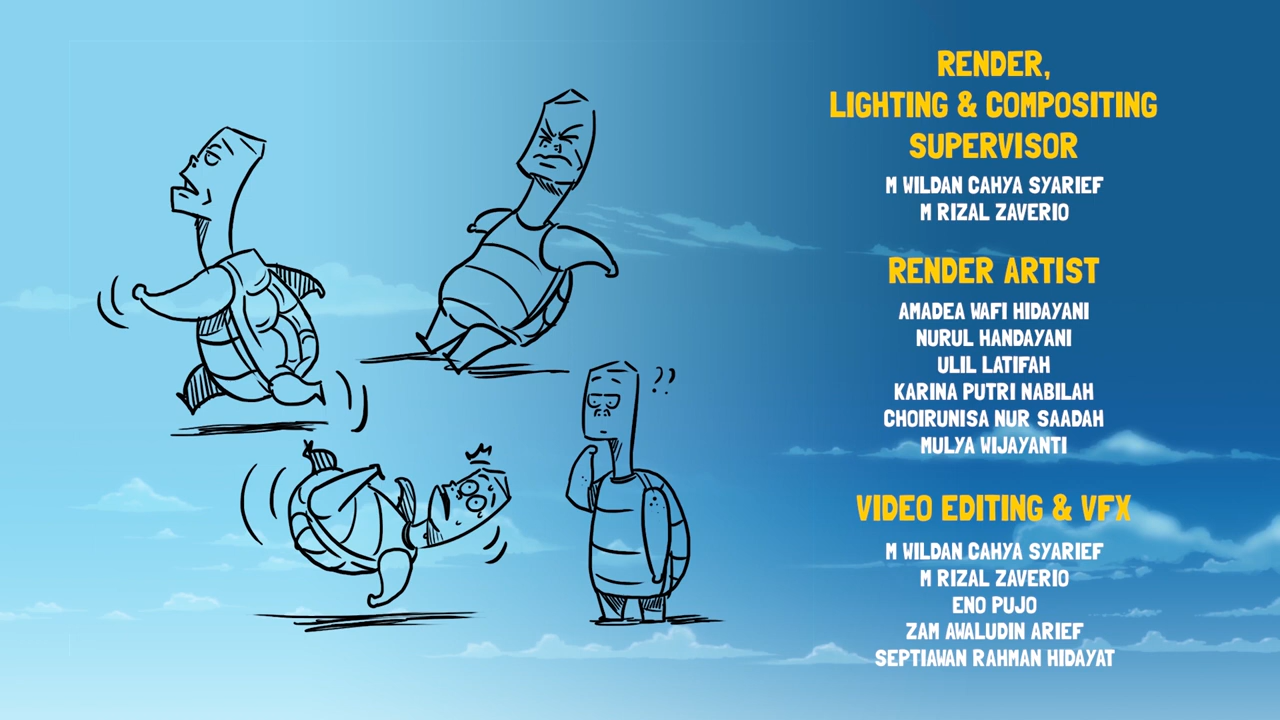 RENDER,
LIGHTING & COMPOSITING
SUPERVISOR
M WILDAN CAHYA SYARIEF
M RIZAL ZAVERIO
RENDER ARTIST
AMADEA WAFI HIDAYANI
NURUL HANDAYANI
ULIL LATIFAH
KARINA PUTRI NABILAH
CHOIRUNISA NUR SAADAH
MULYA WIJAYANTI
VIDEO EDITING & VFX
M WILDAN CAHYA SYARIEF
M RIZAL ZAVERIO
ENO PUJO
ZAM AWALUDIN ARIEF
SEPTIAWAN RAHMAN HIDAYAT
??